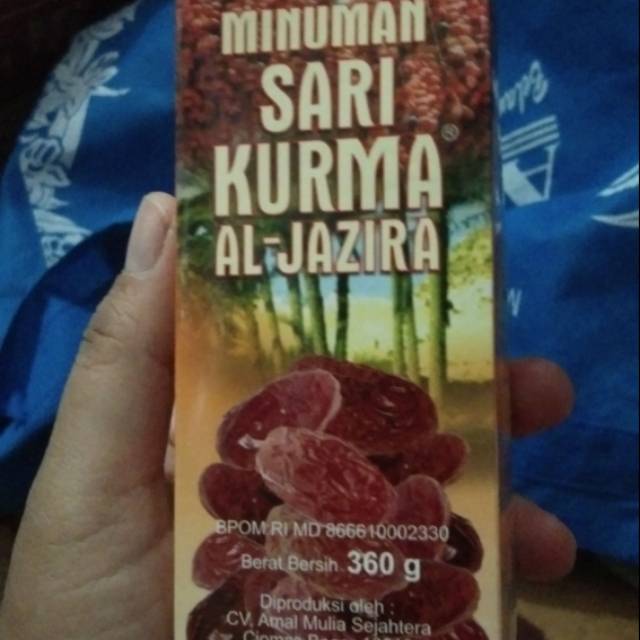 MINUMAN
SARI
KURMA®
AL-JAZIRA
BPOM RI MD 866610002330
Berat Bersih 360 g
Diproduksi oleh :
CV. Amal Mulia Sejahtera